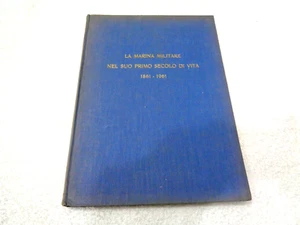 LA MARINA MILITARE
NEL SUO PRIMO SECOLO DI VITA
1861 - 1961